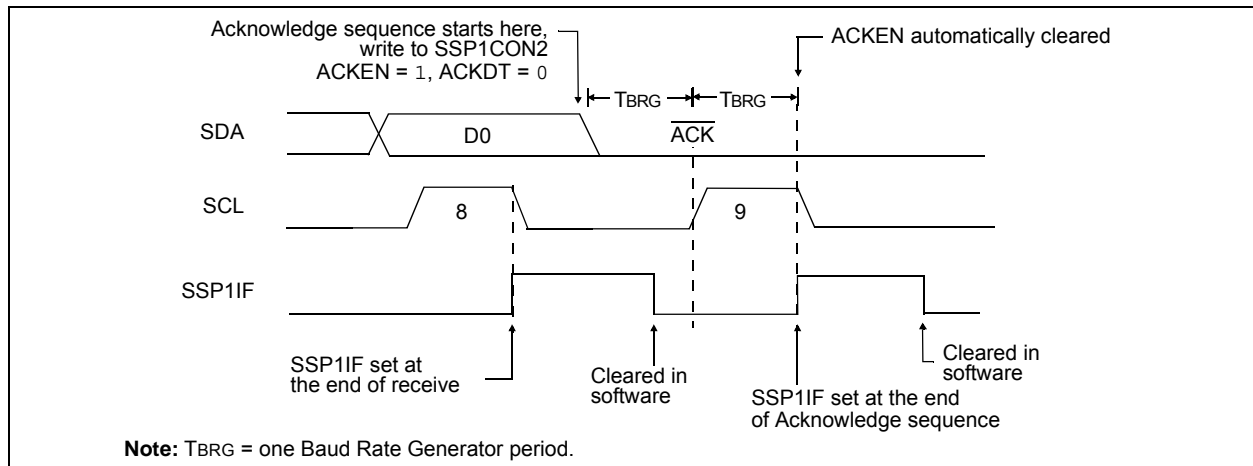 Acknowledge sequence starts here,
write to SSP1CON2
ACKEN = 1, ACKDT = 0
ACKEN automatically cleared
TBRG
TBRG
SDA
D0
ACK
SCL
8
9
SSP1IF
SSP1IF set at
the end of receive
Cleared in
software
SSP1IF set at the end
of Acknowledge sequence
Cleared in
software
Note: TBRG = one Baud Rate Generator period.